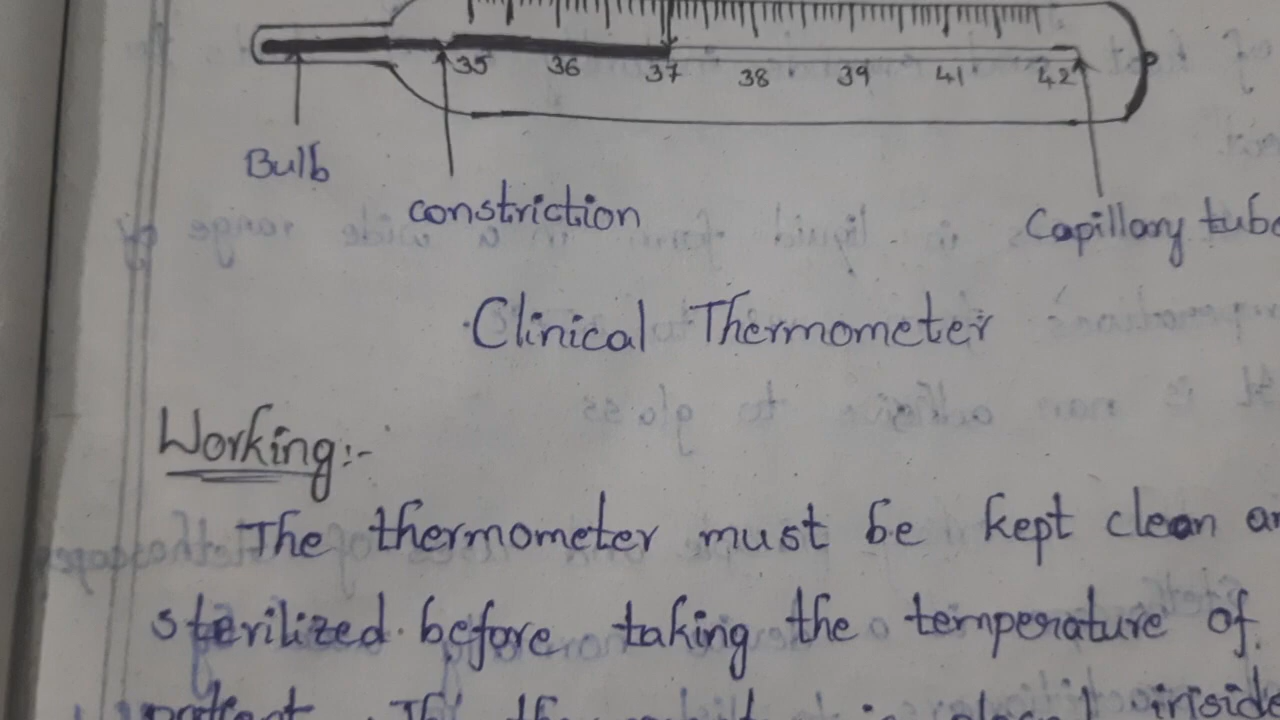 35 36 37 38 39 41 42
Bulb
constriction
Capillary tube
Clinical Thermometer
Working:-
The thermometer must be kept clean
sterilized before taking the temperature of
inside